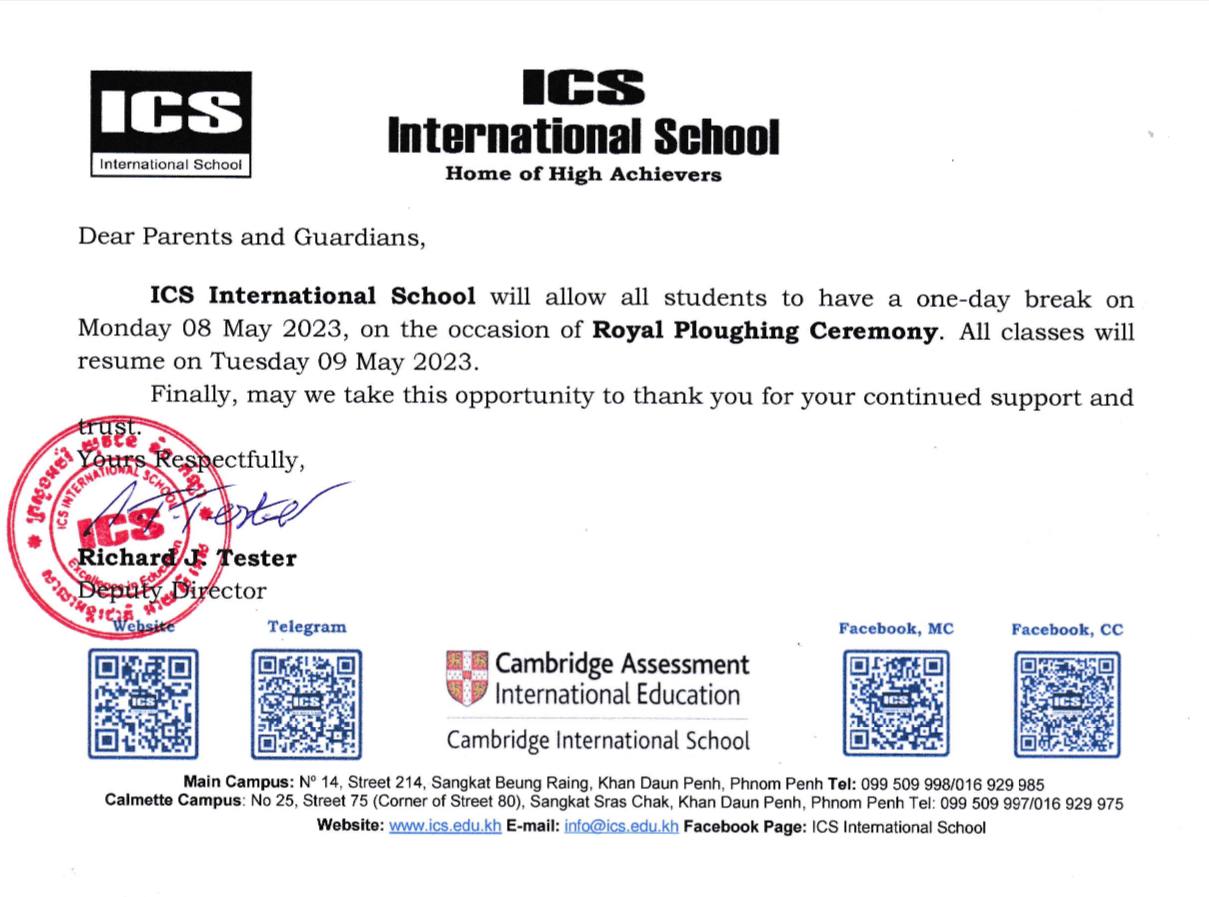 ICS
International School
ICS
International School
Home of High Achievers
Dear Parents and Guardians,
ICS International School will allow all students to have a one-day break on
Monday 08 May 2023, on the occasion of Royal Ploughing Ceremony. All classes will
resume on Tuesday 09 May 2023.
Finally, may we take this opportunity to thank you for your continued support and
trust.
Yours Respectfully,
ICS INTERNATIONAL SCHOOL
ICS
Excellence in Education
Richard J. Tester
Deputy Director
Website
Telegram
Facebook, MC
Facebook, CC
ICS
ICS
ICS
ICS
Cambridge Assessment
International Education
Cambridge International School
Main Campus: Nº 14, Street 214, Sangkat Beung Raing, Khan Daun Penh, Phnom Penh Tel: 099 509 998/016 929 985
Calmette Campus: No 25, Street 75 (Corner of Street 80), Sangkat Sras Chak, Khan Daun Penh, Phnom Penh Tel: 099 509 997/016 929 975
Website: www.ics.edu.kh E-mail: info@ics.edu.kh Facebook Page: ICS International School